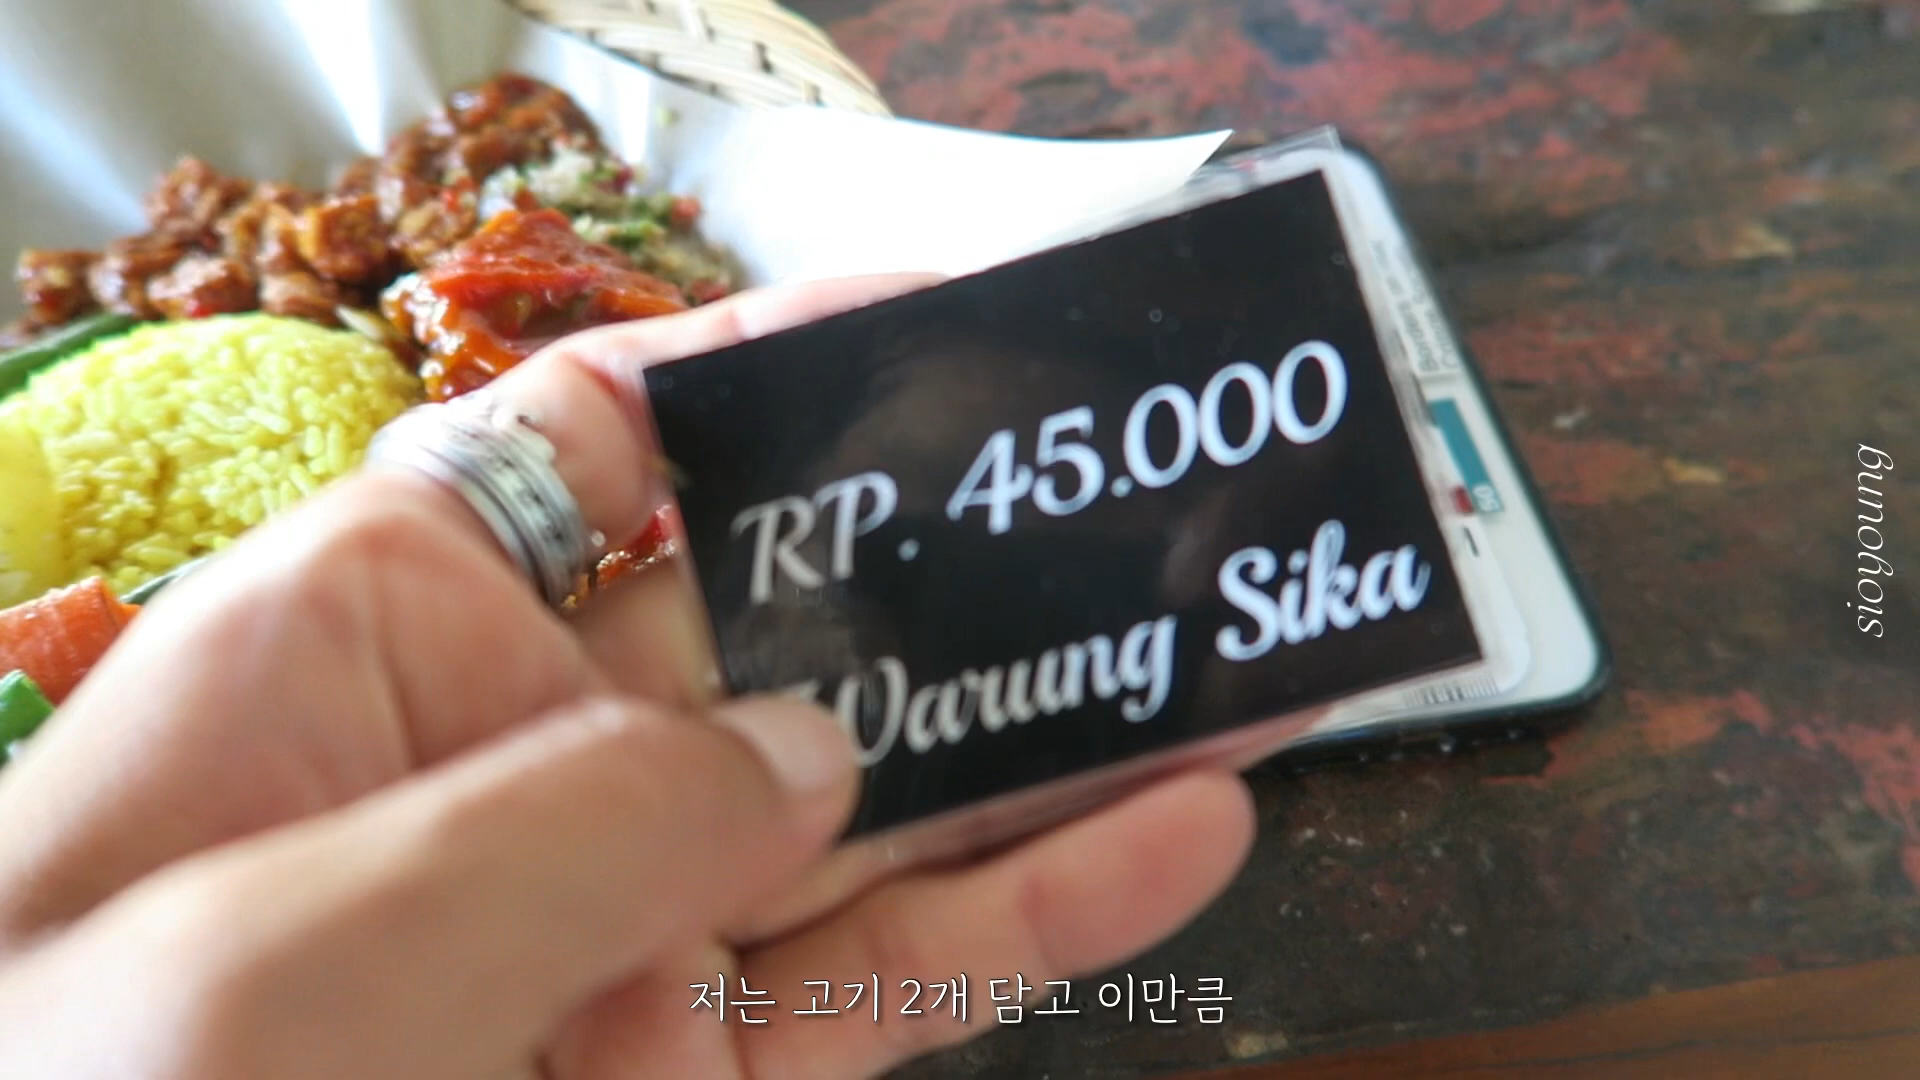 RP. 45.000
Warung Sika
sioyoung
저는 고기 2개 담고 이만큼